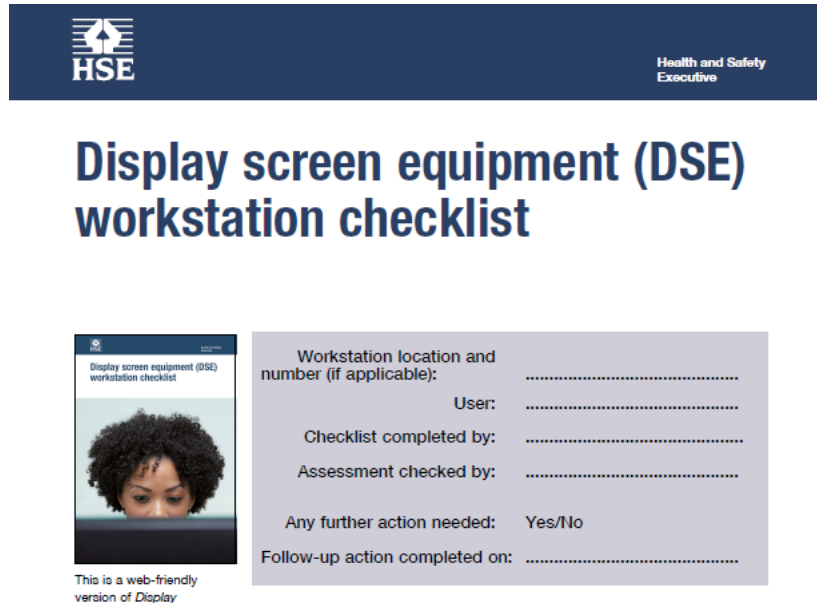 HSE
Health and Safety
Executive
Display screen equipment (DSE)
workstation checklist
HSE
Display screen equipment (DSE)
workstation checklist
Workstation location and
number (if applicable): ............................................
User: ............................................
Checklist completed by: .............................................
Assessment checked by: ............................................
Any further action needed: Yes/No
Follow-up action completed on: ............................................
This is a web-friendly
version of Display